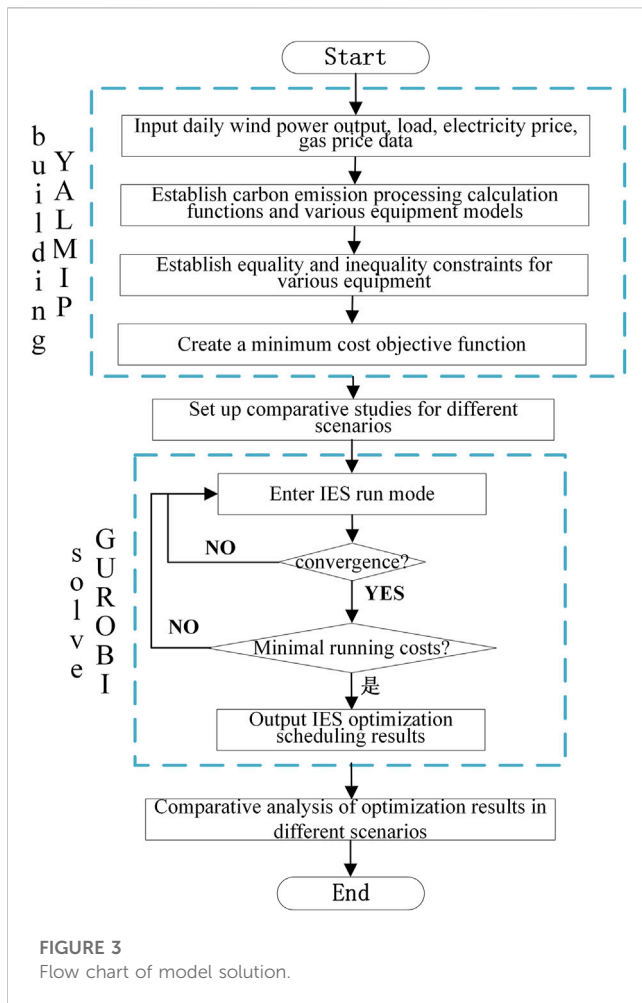 Start
Input daily wind power output, load, electricity price,
gas price data
Establish carbon emission processing calculation
functions and various equipment models
Establish equality and inequality constraints for
various equipment
Create a minimum cost objective function
building
YALMIP
Set up comparative studies for different
scenarios
Enter IES run mode
NO
convergence?
YES
NO
Minimal running costs?
是
Output IES optimization
scheduling results
solve
GUROBI
Comparative analysis of optimization results in
different scenarios
End
FIGURE 3
Flow chart of model solution.